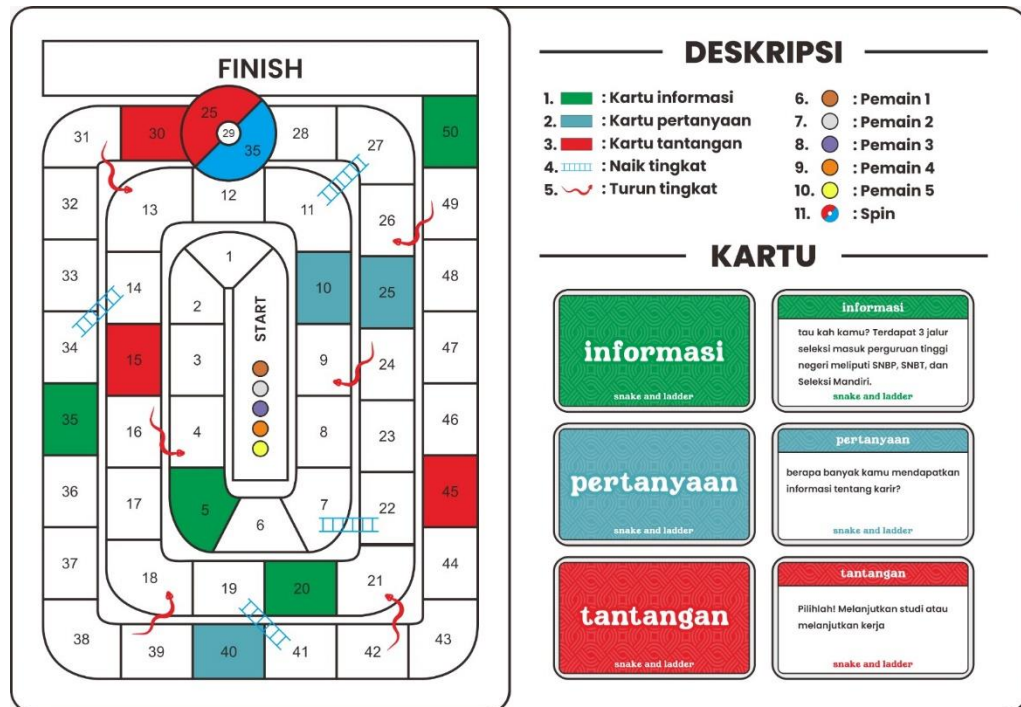 FINISH
31
30
25
29
35
28
27
50
32
13
12
11
26
49
33
14
1
2
10
25
48
34
15
3
START
9
24
47
35
16
4
8
23
46
36
17
5
6
7
22
45
37
18
19
20
21
44
38
39
40
41
42
43
DESKRIPSI
1. : Kartu informasi
2. : Kartu pertanyaan
3. : Kartu tantangan
4. : Naik tingkat
5. : Turun tingkat
6. : Pemain 1
7. : Pemain 2
8. : Pemain 3
9. : Pemain 4
10. : Pemain 5
11. : Spin
KARTU
informasi
snake and ladder
informasi
tau kah kamu? Terdapat 3 jalur
seleksi masuk perguruan tinggi
negeri meliputi SNBP, SNBT, dan
Seleksi Mandiri.
snake and ladder
pertanyaan
snake and ladder
pertanyaan
berapa banyak kamu mendapatkan
informasi tentang karir?
snake and ladder
tantangan
snake and ladder
tantangan
Pilihlah! Melanjutkan studi atau
melanjutkan kerja
snake and ladder